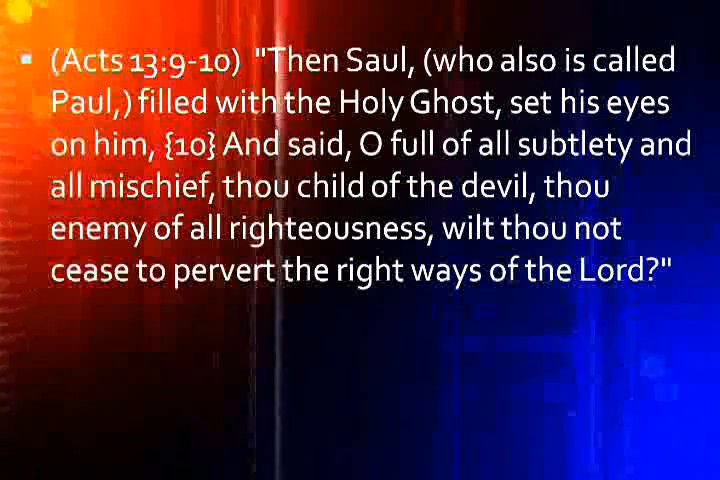 (Acts 13:9-10) "Then Saul, (who also is called
Paul,) filled with the Holy Ghost, set his eyes
on him, {10} And said, O full of all subtlety and
all mischief, thou child of the devil, thou
enemy of all righteousness, wilt thou not
cease to pervert the right ways of the Lord?"